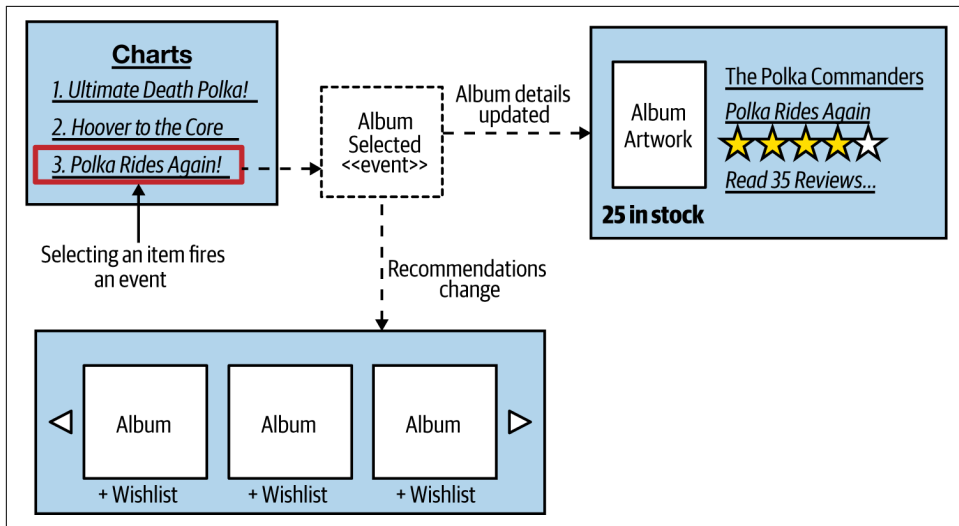 Charts
1. Ultimate Death Polka!
2. Hoover to the Core
3. Polka Rides Again!
Selecting an item fires
an event
Album
Selected
<<event>>
Album details
updated
Album
Artwork
25 in stock
The Polka Commanders
Polka Rides Again
Read 35 Reviews...
Recommendations
change
Album
Album
Album
+ Wishlist
+ Wishlist
+ Wishlist